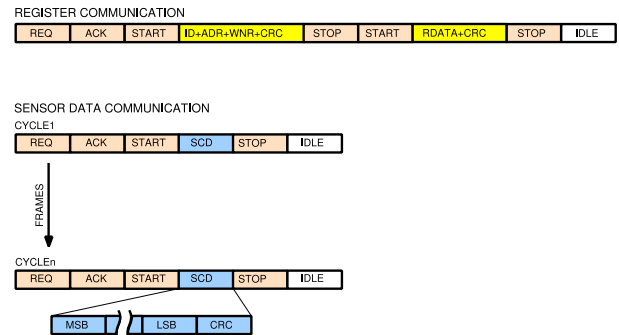 REGISTER COMMUNICATION
REQ ACK START ID+ADR+WNR+CRC STOP START RDATA+CRC STOP IDLE
SENSOR DATA COMMUNICATION
CYCLE1
REQ ACK START SCD STOP IDLE
FRAMES
CYCLEn
REQ ACK START SCD STOP IDLE
MSB LSB CRC